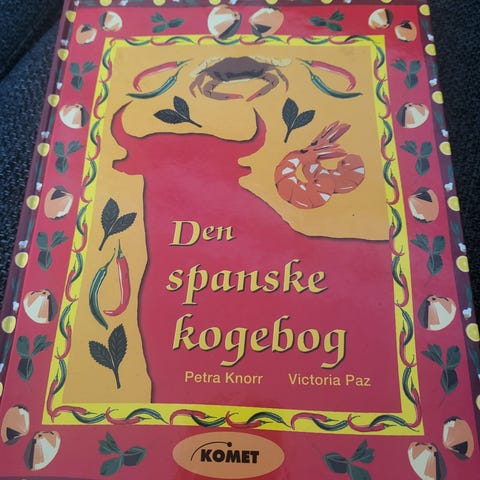 Den
spanske
kogebog
Petra Knorr Victoria Paz
KOMET